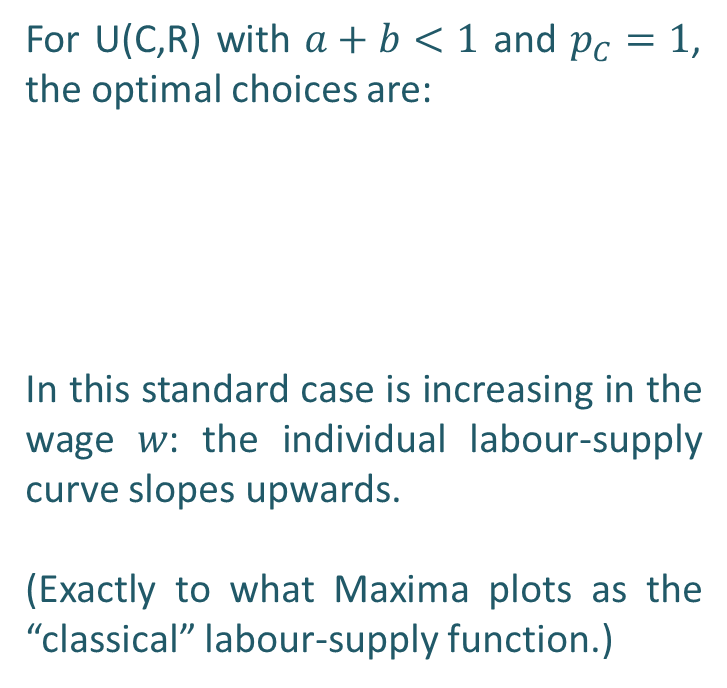 For U(C,R) with a + b < 1 and p_C = 1,
the optimal choices are:
In this standard case is increasing in the
wage w: the individual labour-supply
curve slopes upwards.
(Exactly to what Maxima plots as the
“classical” labour-supply function.)